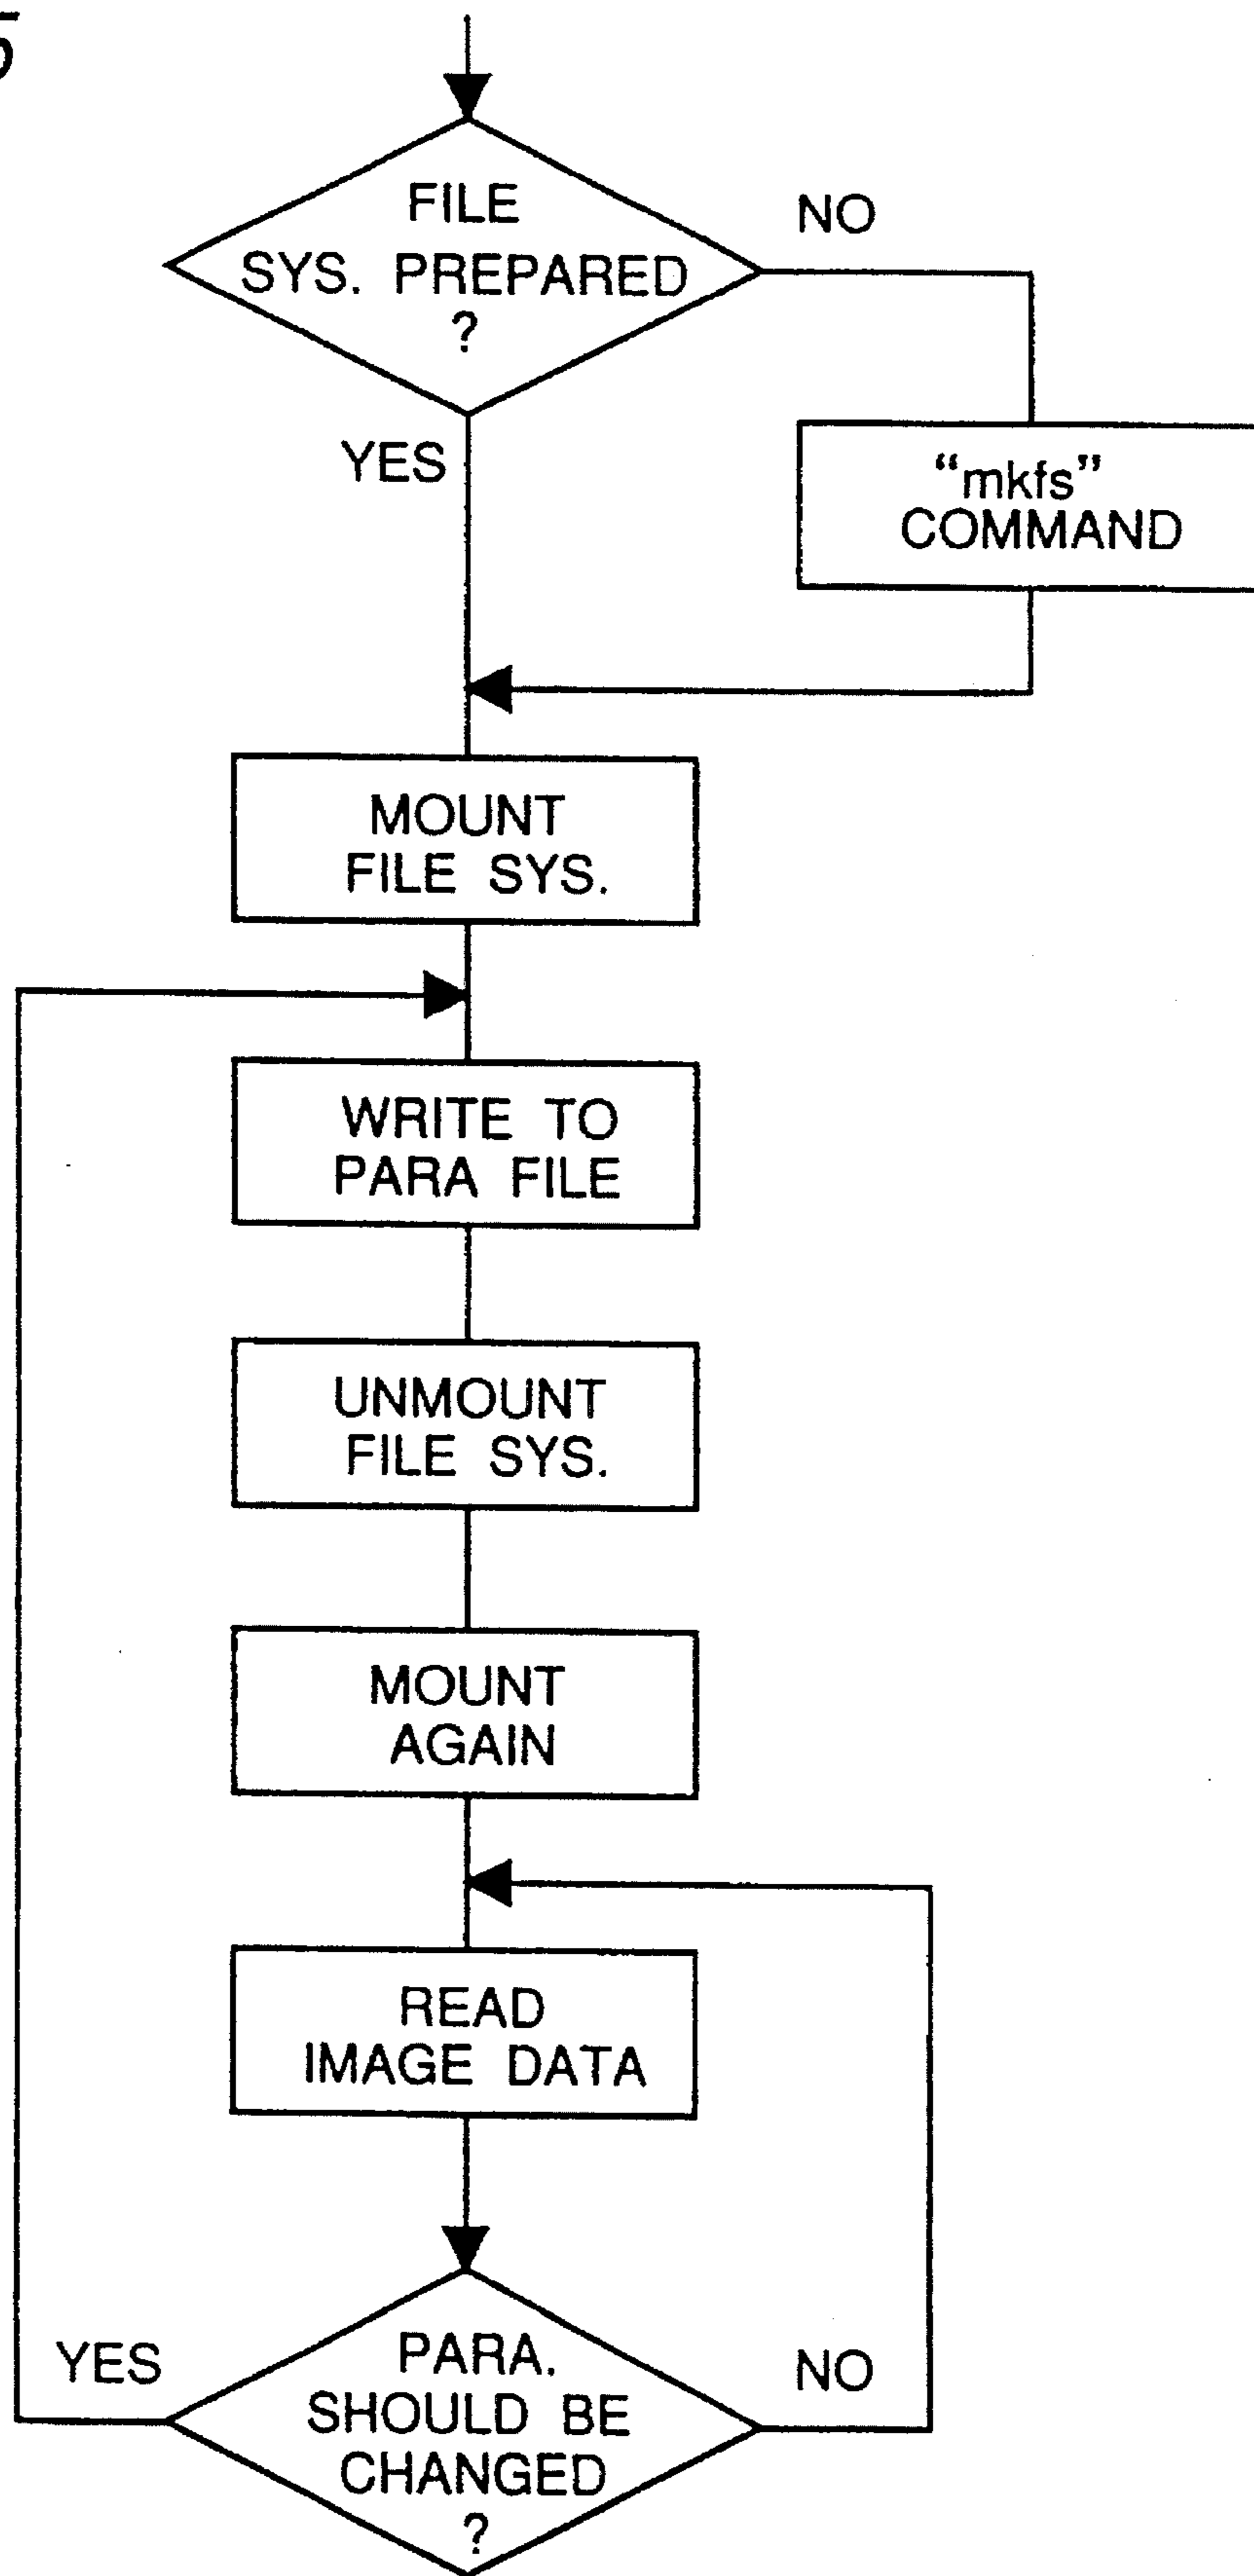 FILE
SYS. PREPARED
?
NO
YES
“mkfs”
COMMAND
MOUNT
FILE SYS.
WRITE TO
PARA FILE
UNMOUNT
FILE SYS.
MOUNT
AGAIN
READ
IMAGE DATA
YES
PARA.
SHOULD BE
CHANGED
?
NO